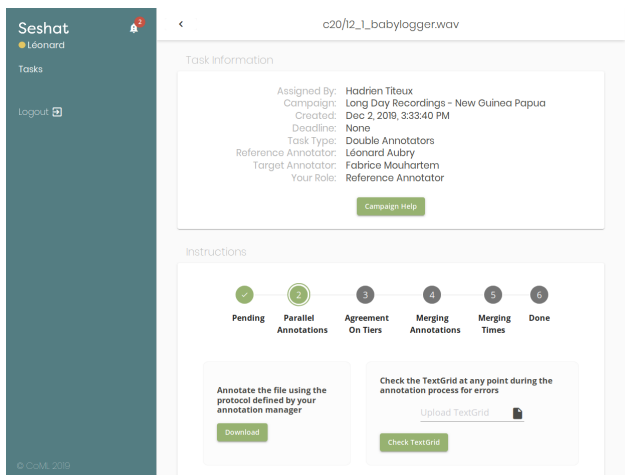 Seshat
2
Léonard
Tasks
Logout
© CoML 2019
c20/12_1_babylogger.wav
Task Information
Assigned By: Hadrien Titeux
Campaign: Long Day Recordings - New Guinea Papua
Created: Dec 2, 2019, 3:33:40 PM
Deadline: None
Task Type: Double Annotators
Reference Annotator: Léonard Aubry
Target Annotator: Fabrice Mouhartem
Your Role: Reference Annotator
Campaign Help
Instructions
2 3 4 5 6
Pending Parallel Agreement Merging Merging Done
Annotations On Tiers Annotations Times
Annotate the file using the
protocol defined by your
annotation manager
Download
Check the TextGrid at any point during the
annotation process for errors
Upload TextGrid
Check TextGrid